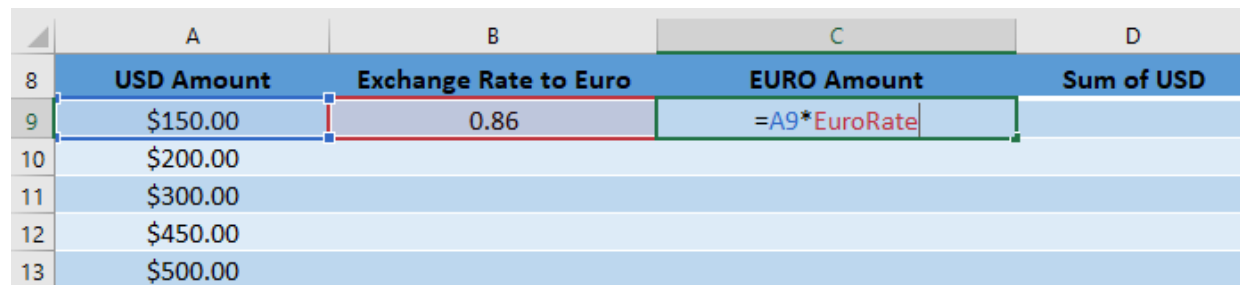 A B C D
8 USD Amount Exchange Rate to Euro EURO Amount Sum of USD
9 $150.00 0.86 =A9*EuroRate
10 $200.00
11 $300.00
12 $450.00
13 $500.00